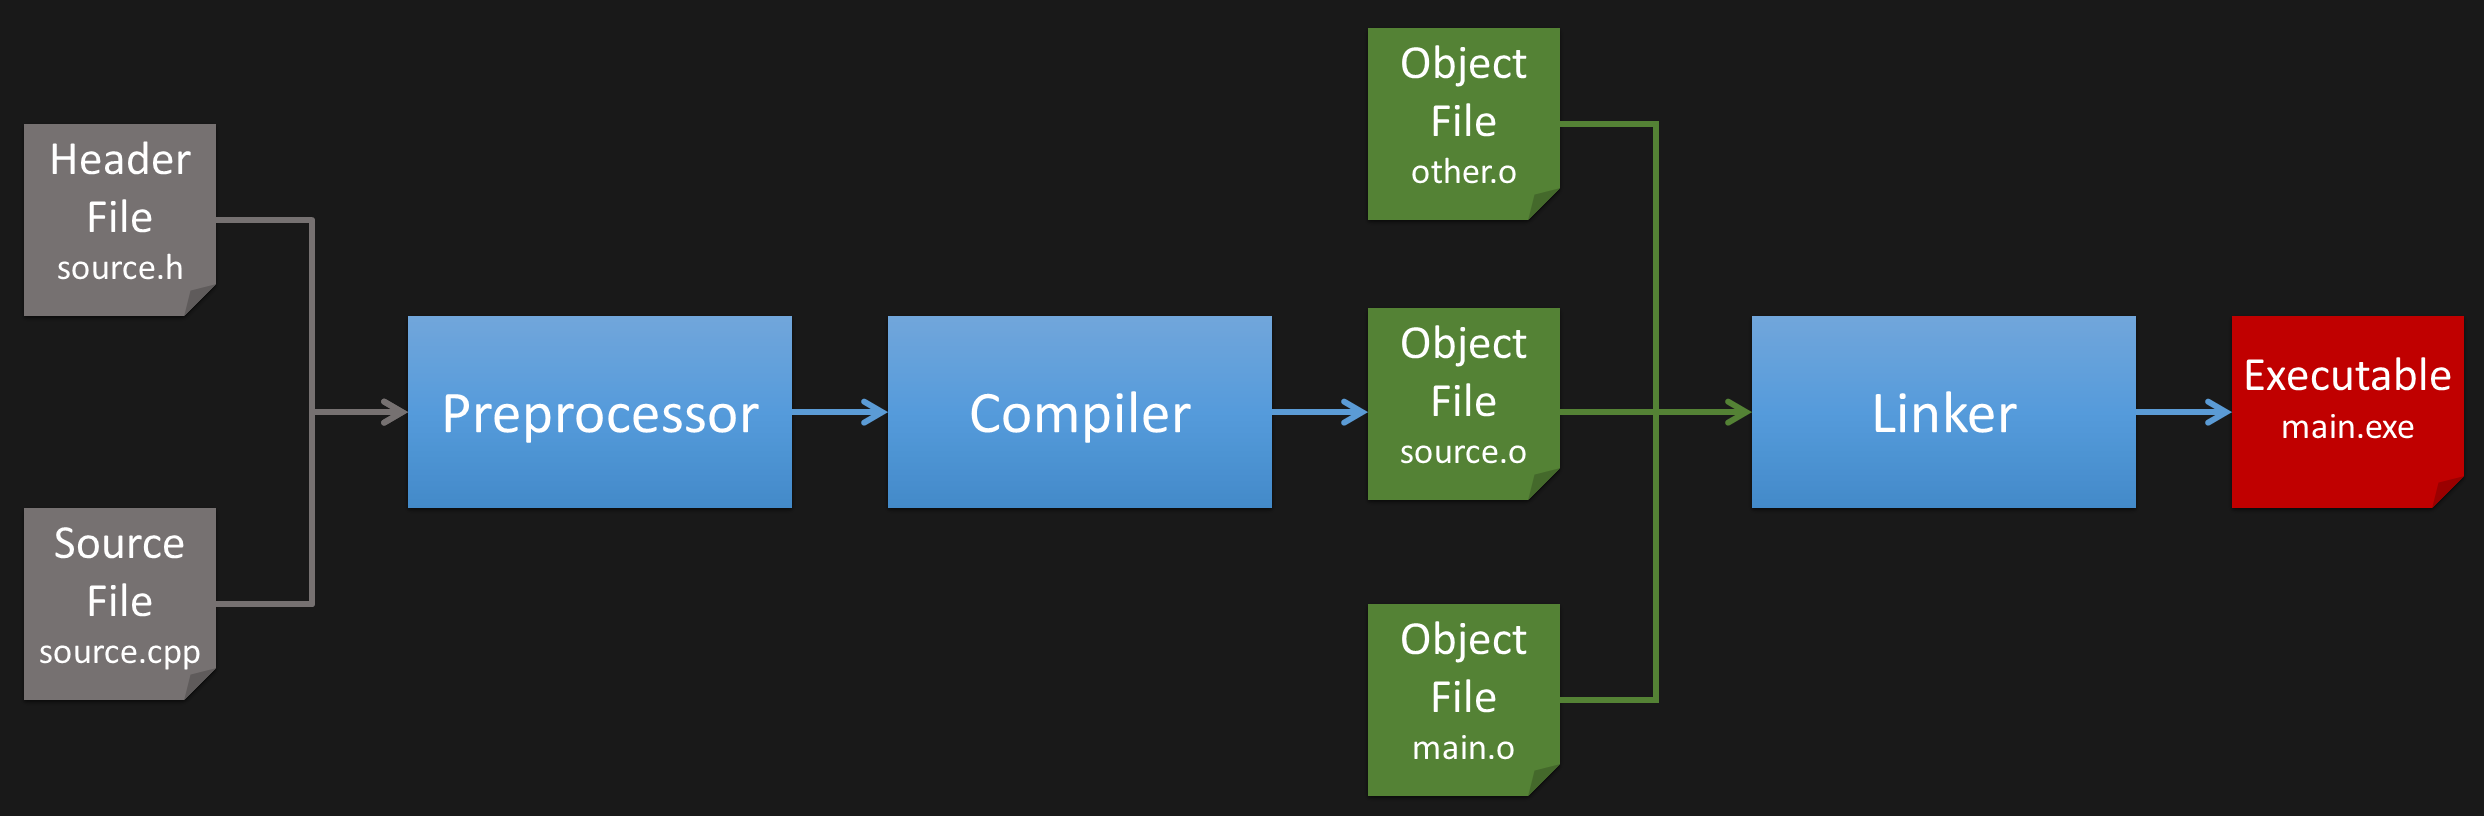 Header
File
source.h
Source
File
source.cpp
Preprocessor
Compiler
Object
File
other.o
Object
File
source.o
Object
File
main.o
Linker
Executable
main.exe